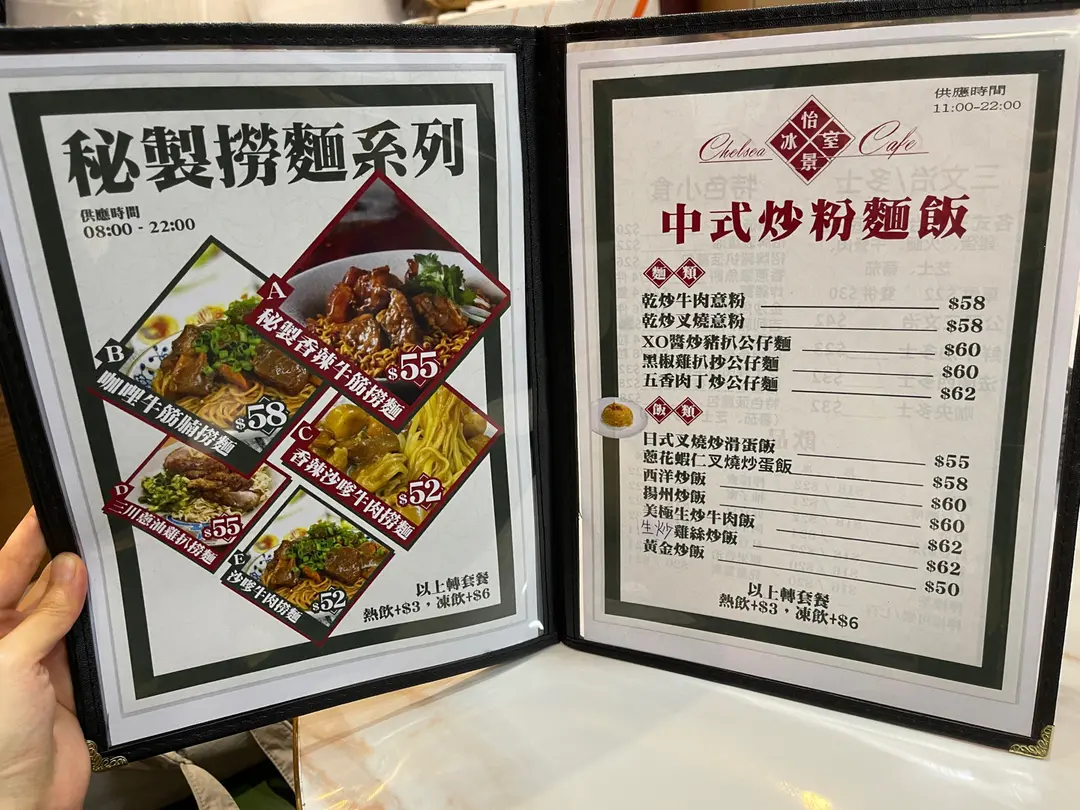 秘製撈麵系列
供應時間
08:00 - 22:00
A
秘製香辣牛筋撈麵
$55
B
咖哩牛筋腩撈麵
$58
C
香辣沙嗲牛肉撈麵
$52
D
三川蔥油雞扒撈麵
$55
E
沙嗲牛肉撈麵
$52
以上轉套餐
熱飲+$3，凍飲+$6
供應時間
11:00-22:00
Chelsea 怡景冰室 Cafe
中式炒粉麵飯
麵類
乾炒牛肉意粉 $58
乾炒叉燒意粉 $58
XO醬炒豬扒公仔麵 $60
黑椒雞扒抄公仔麵 $60
五香肉丁炒公仔麵 $62
飯類
日式叉燒炒滑蛋飯 $55
蔥花蝦仁叉燒炒蛋飯 $58
西洋炒飯 $60
揚州炒飯 $60
美極生炒牛肉飯 $62
生炒雞絲炒飯 $62
黃金炒飯 $50
以上轉套餐
熱飲+$3，凍飲+$6